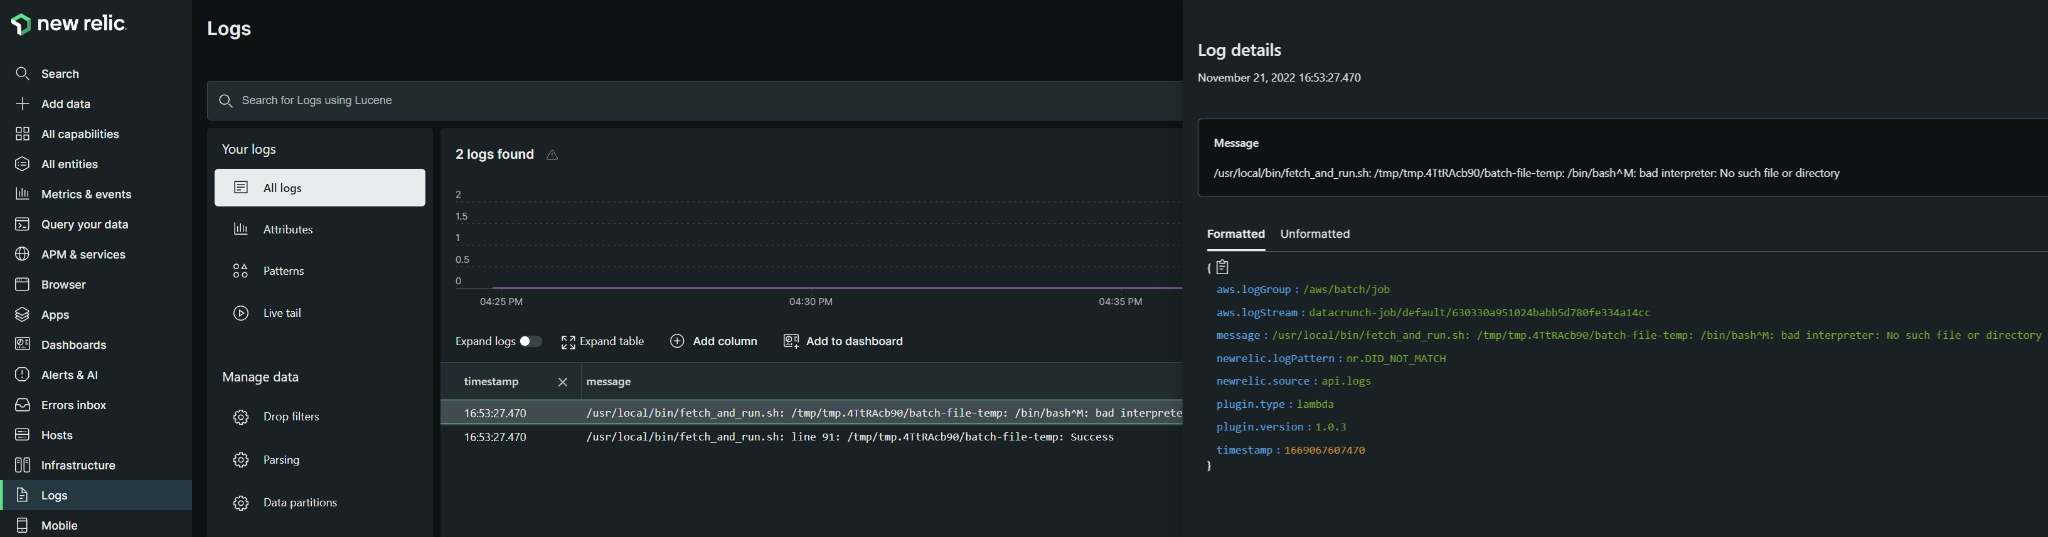 new relic.
Search
Add data
All capabilities
All entities
Metrics & events
Query your data
APM & services
Browser
Apps
Dashboards
Alerts & AI
Errors inbox
Hosts
Infrastructure
Logs
Mobile
Logs
Search for Logs using Lucene
Your logs
All logs
Attributes
Patterns
Live tail
Manage data
Drop filters
Parsing
Data partitions
2 logs found
2
1.5
1
0.5
0
04:25 PM 04:30 PM 04:35 PM
Expand logs Expand table Add column Add to dashboard
timestamp message
16:53:27.470 /usr/local/bin/fetch_and_run.sh: /tmp/tmp.4TtRAcb90/batch-file-temp: /bin/bash^M: bad interprete
16:53:27.470 /usr/local/bin/fetch_and_run.sh: line 91: /tmp/tmp.4TtRAcb90/batch-file-temp: Success
Log details
November 21, 2022 16:53:27.470
Message
/usr/local/bin/fetch_and_run.sh: /tmp/tmp.4TtRAcb90/batch-file-temp: /bin/bash^M: bad interpreter: No such file or directory
Formatted Unformatted
{
aws.logGroup : /aws/batch/job
aws.logStream : datacrunch-job/default/630330a951024babb5d780fe334a14cc
message : /usr/local/bin/fetch_and_run.sh: /tmp/tmp.4TtRAcb90/batch-file-temp: /bin/bash^M: bad interpreter: No such file or directory
newrelic.logPattern : nr.DID_NOT_MATCH
newrelic.source : api.logs
plugin.type : lambda
plugin.version : 1.0.3
timestamp : 1669067607470
}